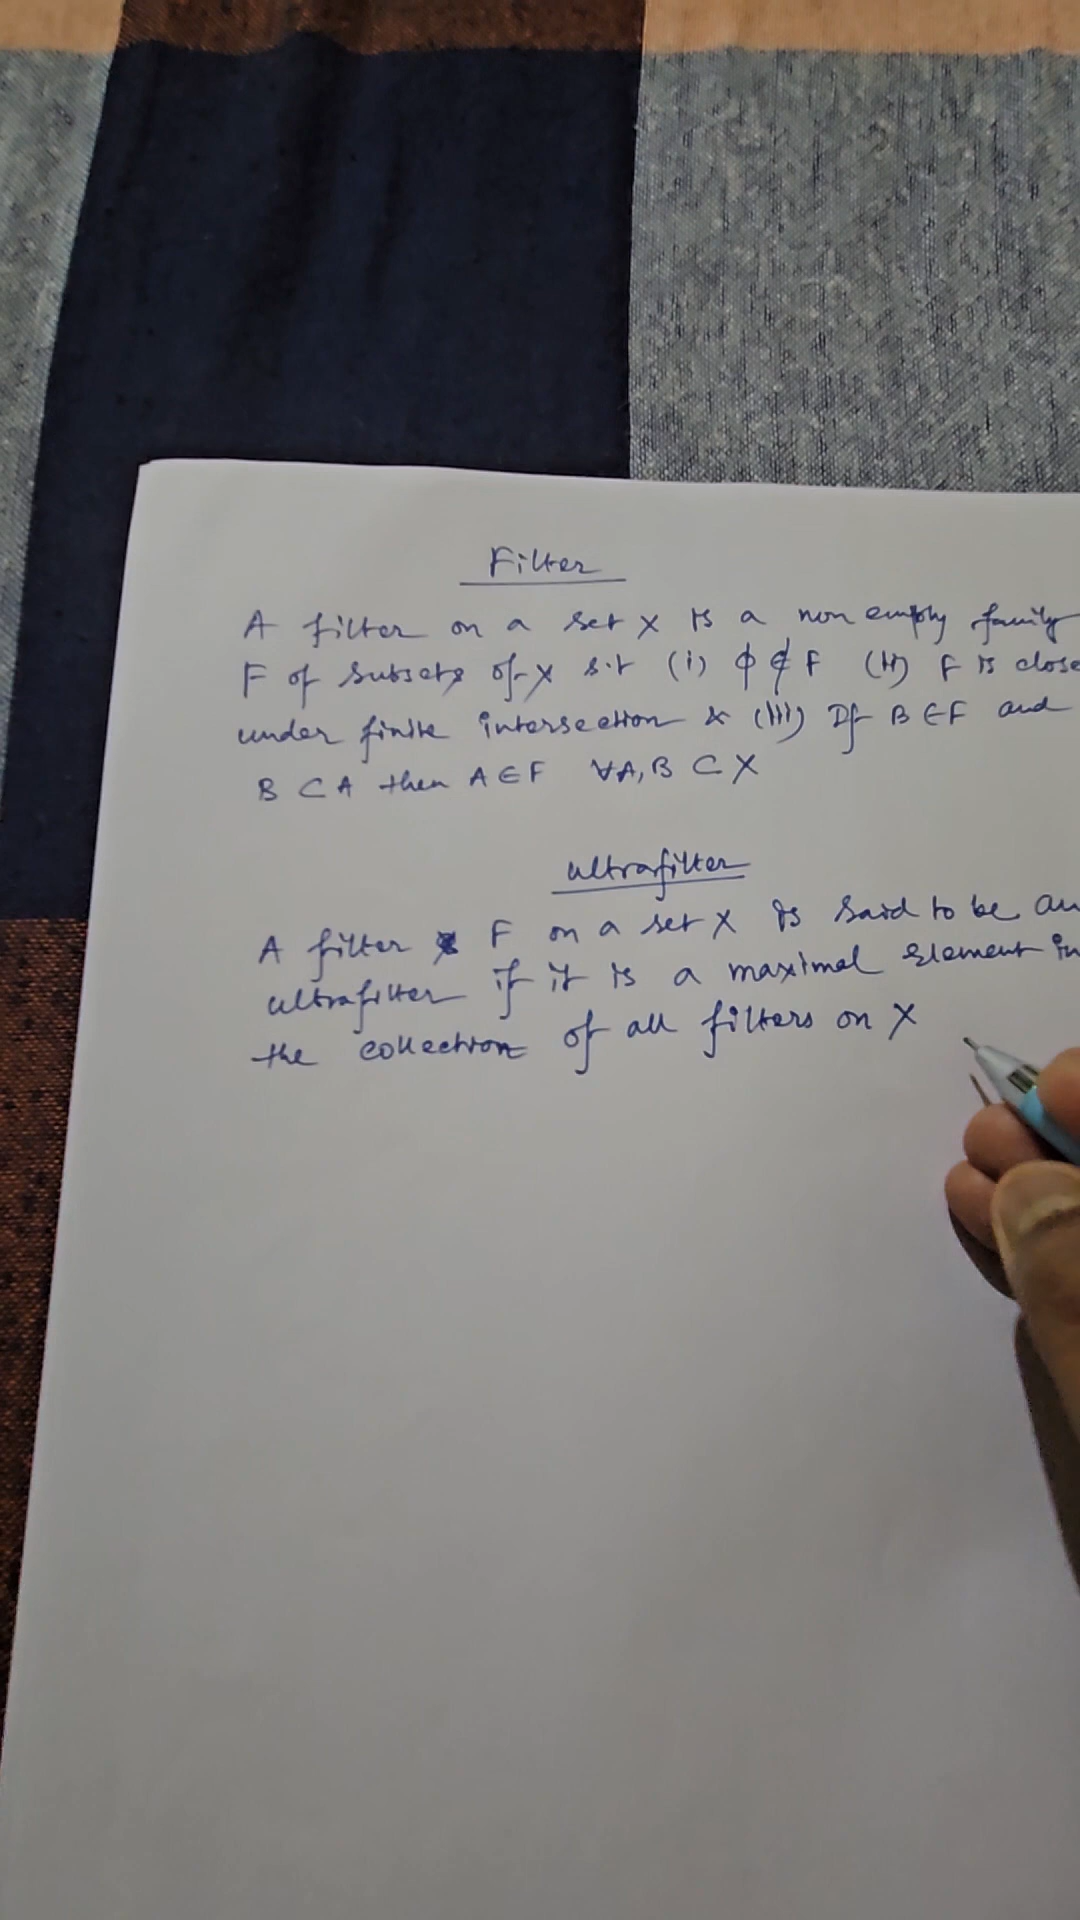 Filter
A filter on a set X is a non empty family
F of subsets of X s.t (i) ϕ ∉ F (ii) F is close
under finite intersection & (iii) If B ∈ F and
B ⊂ A then A ∈ F ∀A, B ⊂ X
ultrafilter
A filter F on a set X is said to be an
ultrafilter if it is a maximal element in
the collection of all filters on X